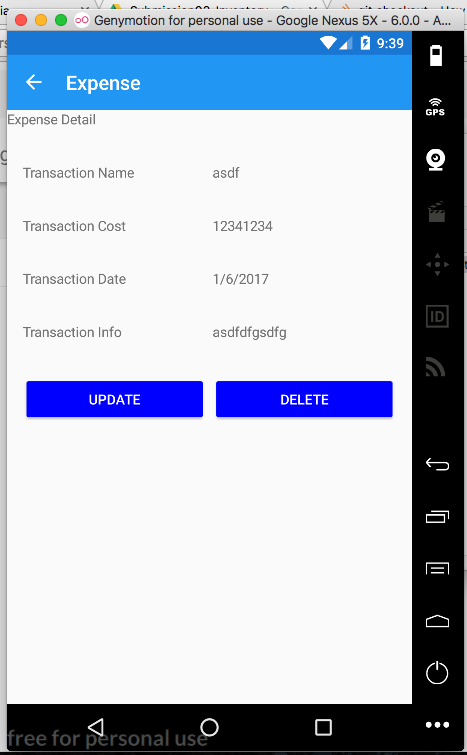 Genymotion for personal use - Google Nexus 5X - 6.0.0 - A...
9:39
Expense
Expense Detail
GPS
Transaction Name asdf
Transaction Cost 12341234
Transaction Date 1/6/2017
ID
Transaction Info asdfdfgsdfg
UPDATE DELETE
free for personal use